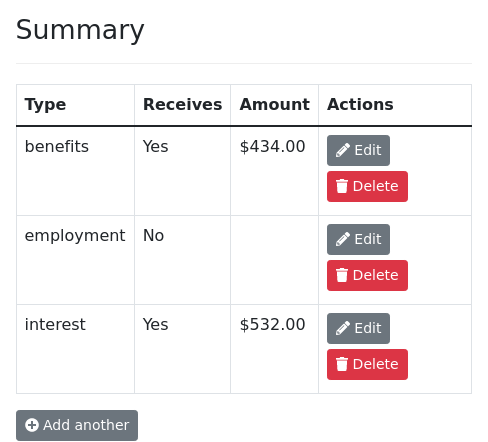 Summary
Type Receives Amount Actions
benefits Yes $434.00 Edit
Delete
employment No Edit
Delete
interest Yes $532.00 Edit
Delete
Add another